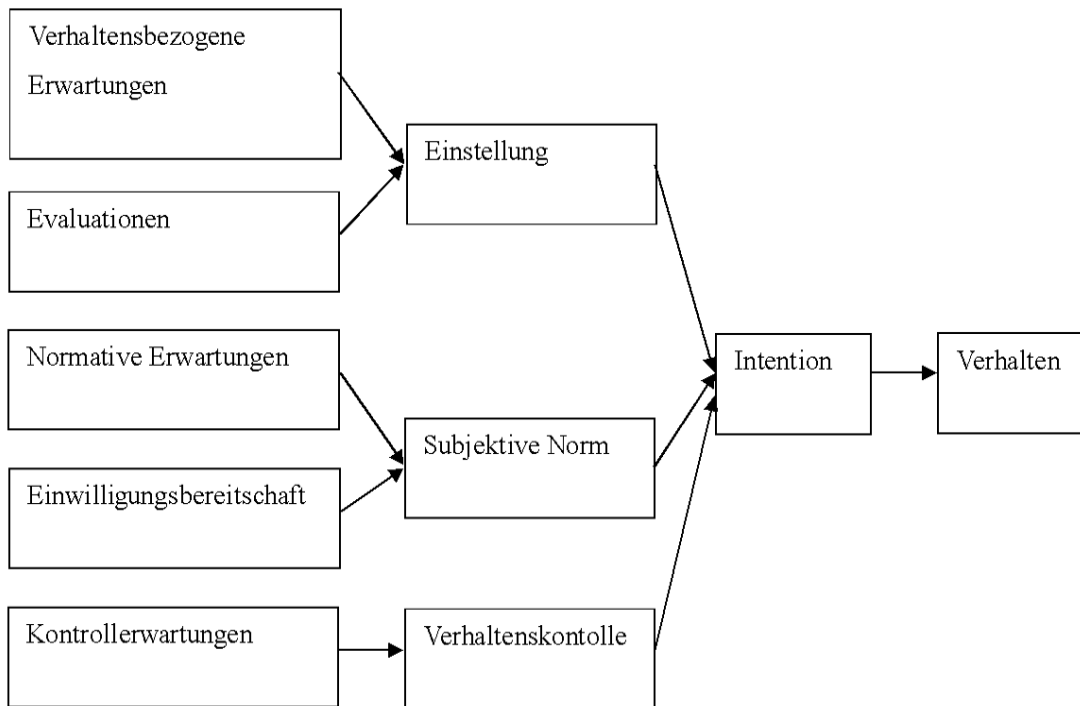 Verhaltensbezogene
Erwartungen
Einstellung
Evaluationen
Normative Erwartungen
Intention
Verhalten
Subjektive Norm
Einwilligungsbereitschaft
Kontrollerwartungen
Verhaltenskontolle